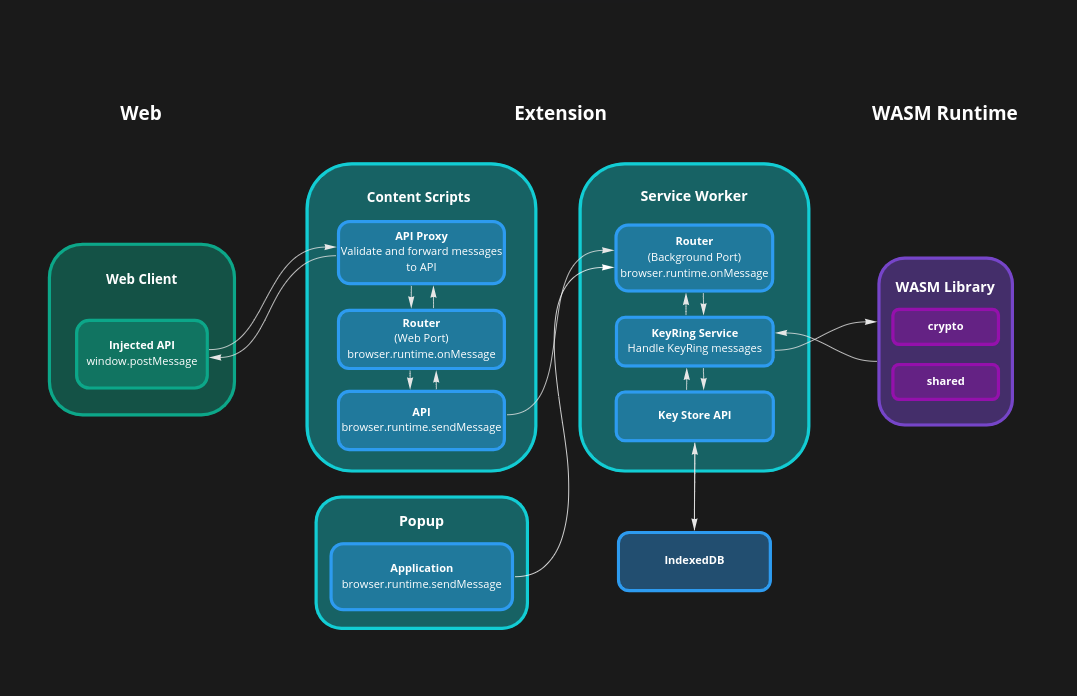 Web
Extension
WASM Runtime
Web Client
Injected API
window.postMessage
Content Scripts
API Proxy
Validate and forward messages
to API
Router
(Web Port)
browser.runtime.onMessage
API
browser.runtime.sendMessage
Popup
Application
browser.runtime.sendMessage
Service Worker
Router
(Background Port)
browser.runtime.onMessage
KeyRing Service
Handle KeyRing messages
Key Store API
IndexedDB
WASM Library
crypto
shared